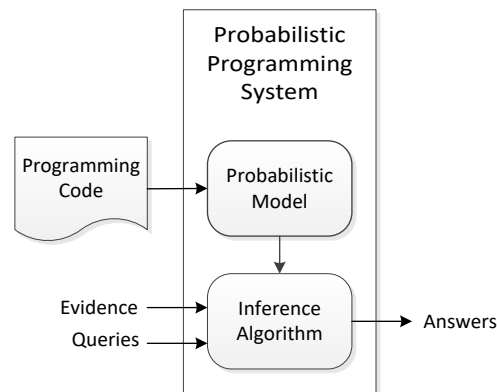 Probabilistic
Programming
System
Programming
Code
Probabilistic
Model
Evidence
Queries
Inference
Algorithm
Answers